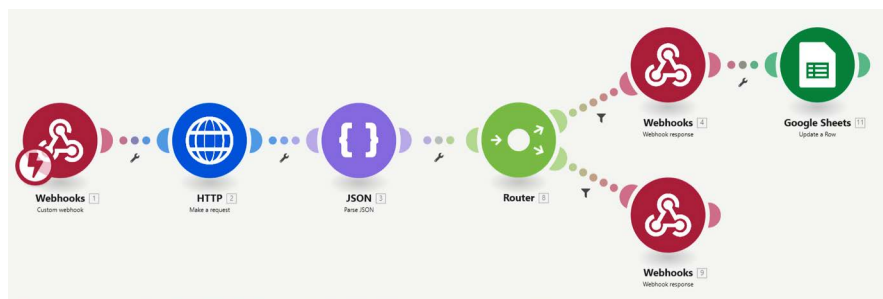 Webhooks 4
Webhook response
Google Sheets 11
Update a Row
Webhooks 1
Custom webhook
HTTP 2
Make a request
JSON 3
Parse JSON
Router 8
Webhooks 9
Webhook response